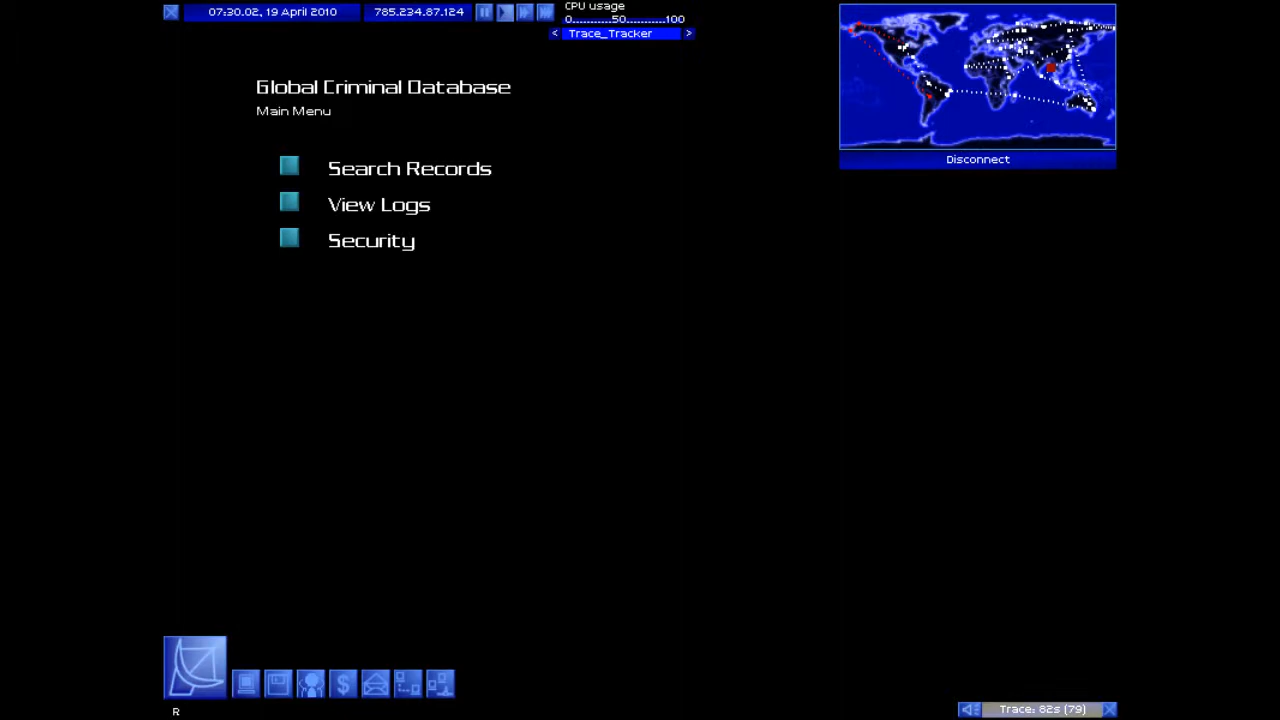 07:30.02, 19 April 2010
785.234.87.124
CPU usage
0..........50..........100
< Trace_Tracker >
Global Criminal Database
Main Menu
Search Records
View Logs
Security
Disconnect
$
R
Trace: 82s (79)